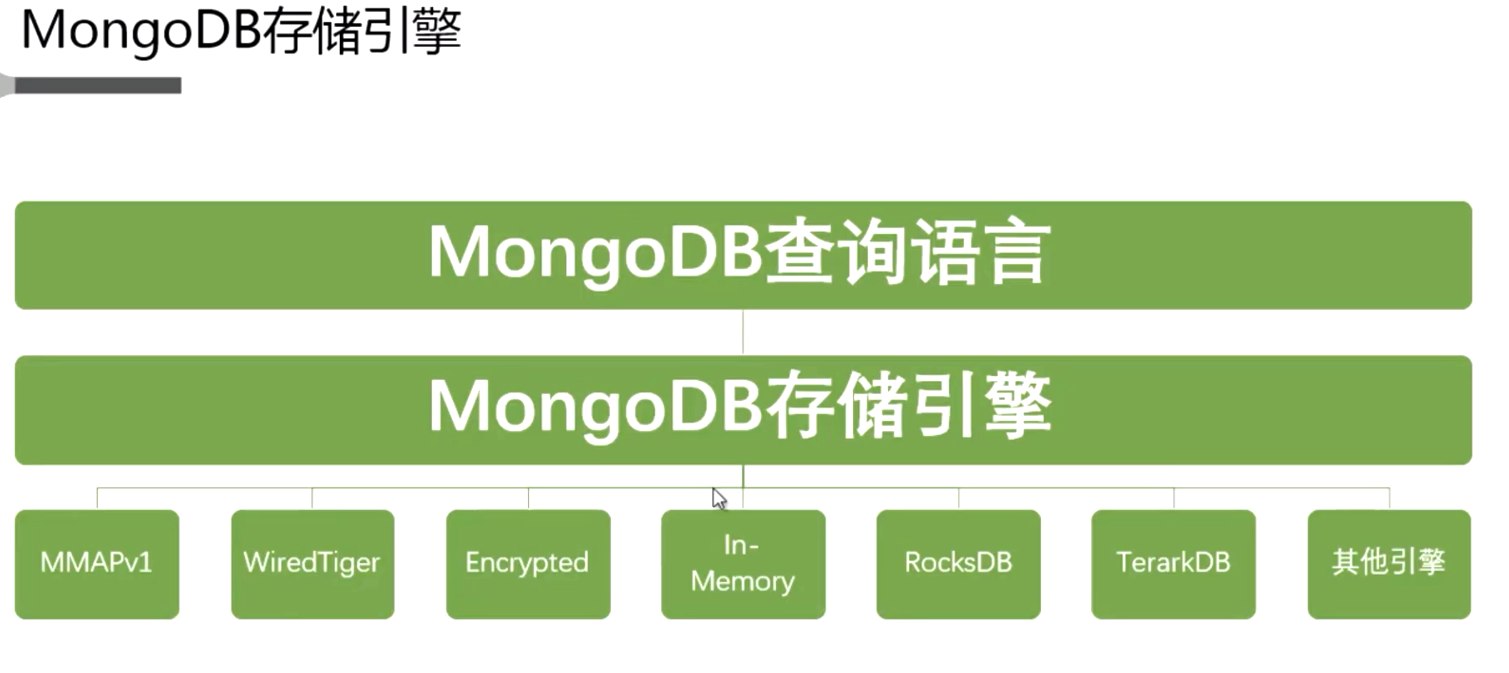 MongoDB存储引擎
MongoDB查询语言
MongoDB存储引擎
MMAPv1
WiredTiger
Encrypted
In-
Memory
RocksDB
TerarkDB
其他引擎